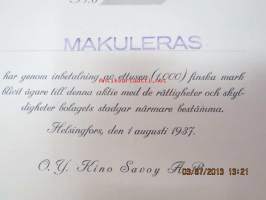 MAKULERAS
har genom inbetalning av ettusen (1,000) finska mark
blivit ägare till denna aktie med de rättigheter och skyl-
digheter bolagets stadgar närmare bestämma.
Helsingfors, den 1 augusti 1937.
O. Y. Kino Savoy A. B.
03/07/2013 13:21